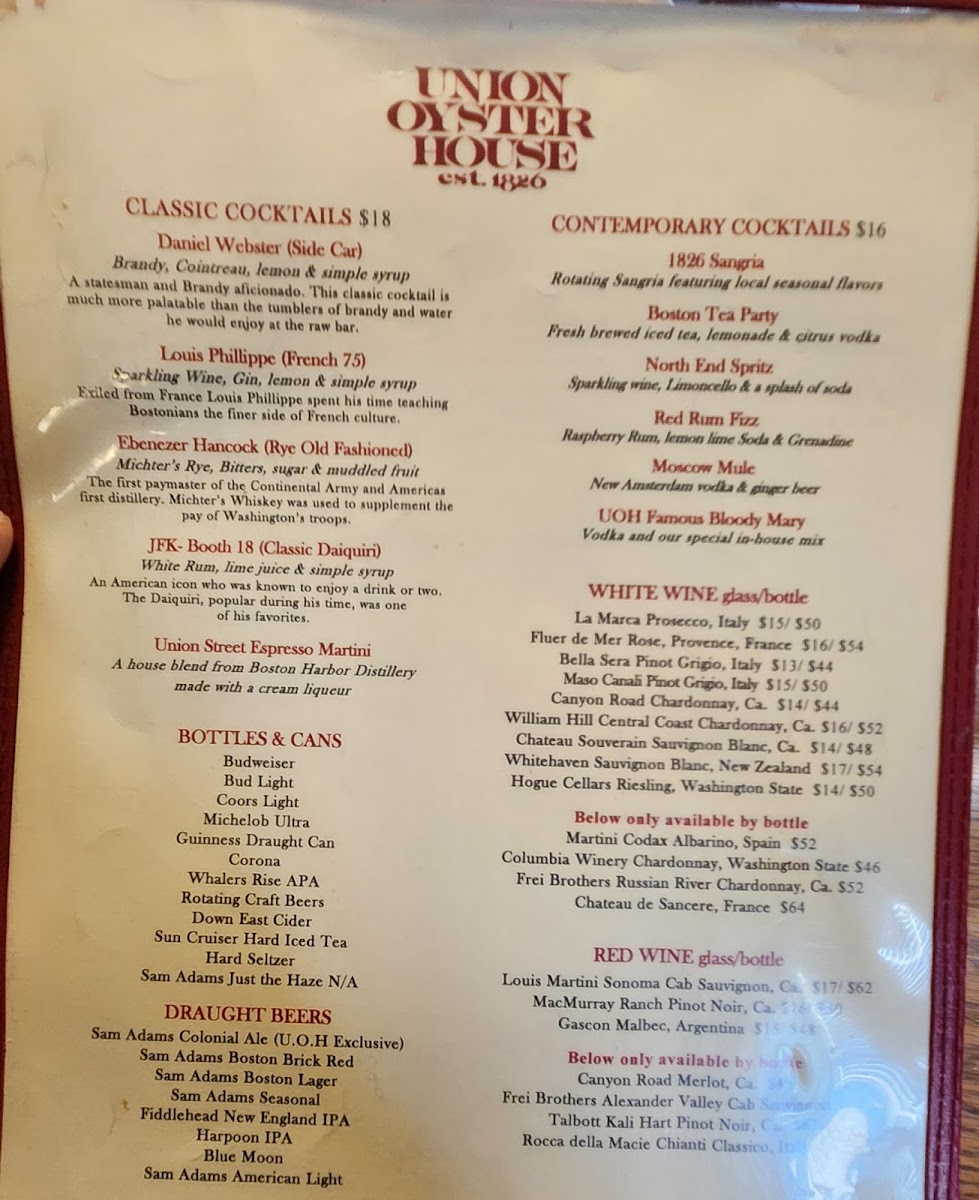 UNION
OYSTER
HOUSE
est. 1826
CLASSIC COCKTAILS $18
Daniel Webster (Side Car)
Brandy, Cointreau, lemon & simple syrup
A statesman and Brandy aficionado. This classic cocktail is
much more palatable than the tumblers of brandy and water
he would enjoy at the raw bar.
Louis Phillippe (French 75)
Sparkling Wine, Gin, lemon & simple syrup
Exiled from France Louis Phillippe spent his time teaching
Bostonians the finer side of French culture.
Ebenezer Hancock (Rye Old Fashioned)
Michter's Rye, Bitters, sugar & muddled fruit
The first paymaster of the Continental Army and Americas
first distillery. Michter's Whiskey was used to supplement the
pay of Washington's troops.
JFK- Booth 18 (Classic Daiquiri)
White Rum, lime juice & simple syrup
An American icon who was known to enjoy a drink or two.
The Daiquiri, popular during his time, was one
of his favorites.
Union Street Espresso Martini
A house blend from Boston Harbor Distillery
made with a cream liqueur
BOTTLES & CANS
Budweiser
Bud Light
Coors Light
Michelob Ultra
Guinness Draught Can
Corona
Whalers Rise APA
Rotating Craft Beers
Down East Cider
Sun Cruiser Hard Iced Tea
Hard Seltzer
Sam Adams Just the Haze N/A
DRAUGHT BEERS
Sam Adams Colonial Ale (U.O.H Exclusive)
Sam Adams Boston Brick Red
Sam Adams Boston Lager
Sam Adams Seasonal
Fiddlehead New England IPA
Harpoon IPA
Blue Moon
Sam Adams American Light
CONTEMPORARY COCKTAILS $16
1826 Sangria
Rotating Sangria featuring local seasonal flavors
Boston Tea Party
Fresh brewed iced tea, lemonade & citrus vodka
North End Spritz
Sparkling wine, Limoncello & a splash of soda
Red Rum Fizz
Raspberry Rum, lemon lime Soda & Grenadine
Moscow Mule
New Amsterdam vodka & ginger beer
UOH Famous Bloody Mary
Vodka and our special in-house mix
WHITE WINE glass/bottle
La Marca Prosecco, Italy $15/ $50
Fluer de Mer Rose, Provence, France $16/ $54
Bella Sera Pinot Grigio, Italy $13/ $44
Maso Canali Pinot Grigio, Italy $15/ $50
Canyon Road Chardonnay, Ca. $14/ $44
William Hill Central Coast Chardonnay, Ca. $16/ $52
Chateau Souverain Sauvignon Blanc, Ca. $14/ $48
Whitehaven Sauvignon Blanc, New Zealand $17/ $54
Hogue Cellars Riesling, Washington State $14/ $50
Below only available by bottle
Martini Codax Albarino, Spain $52
Columbia Winery Chardonnay, Washington State $46
Frei Brothers Russian River Chardonnay, Ca. $52
Chateau de Sancere, France $64
RED WINE glass/bottle
Louis Martini Sonoma Cab Sauvignon, Ca. $17/ $62
MacMurray Ranch Pinot Noir, Ca.
Gascon Malbec, Argentina $15/ $48
Below only available by bottle
Canyon Road Merlot, Ca.
Frei Brothers Alexander Valley Cab Sauvignon
Talbott Kali Hart Pinot Noir,
Rocca della Macie Chianti Classico,